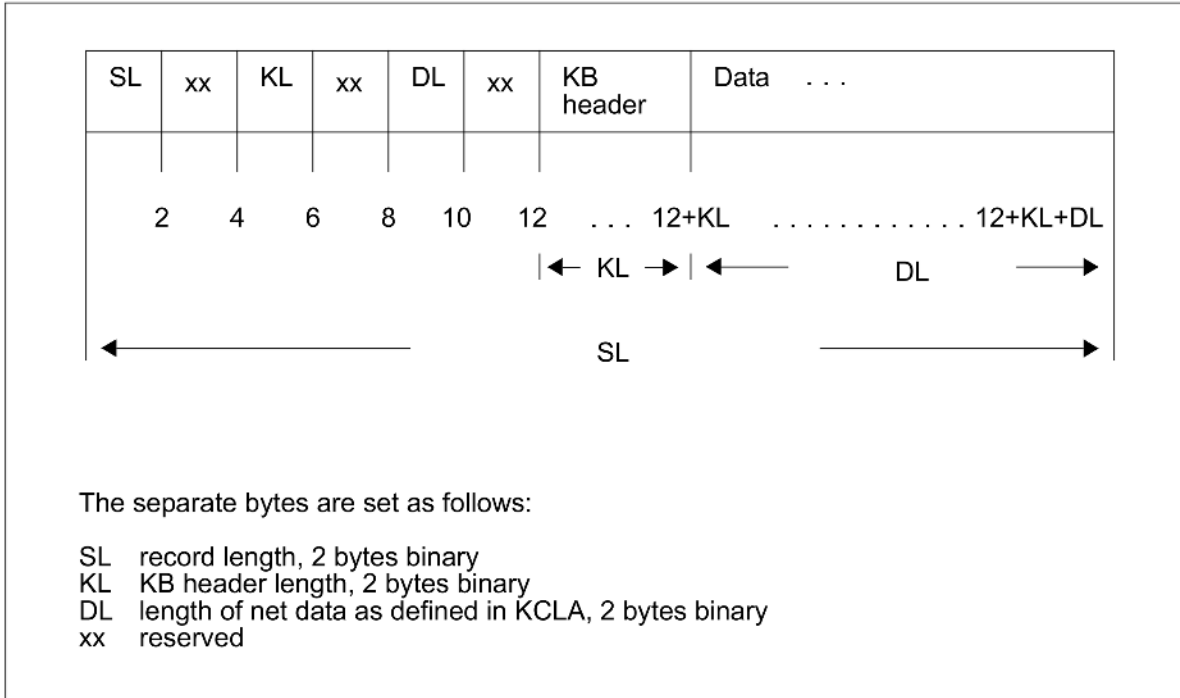 SL xx KL xx DL xx KB header Data . . .
2 4 6 8 10 12 . . . 12+KL . . . . . . . . . . . . . 12+KL+DL
KL DL
SL
The separate bytes are set as follows:
SL record length, 2 bytes binary
KL KB header length, 2 bytes binary
DL length of net data as defined in KCLA, 2 bytes binary
xx reserved